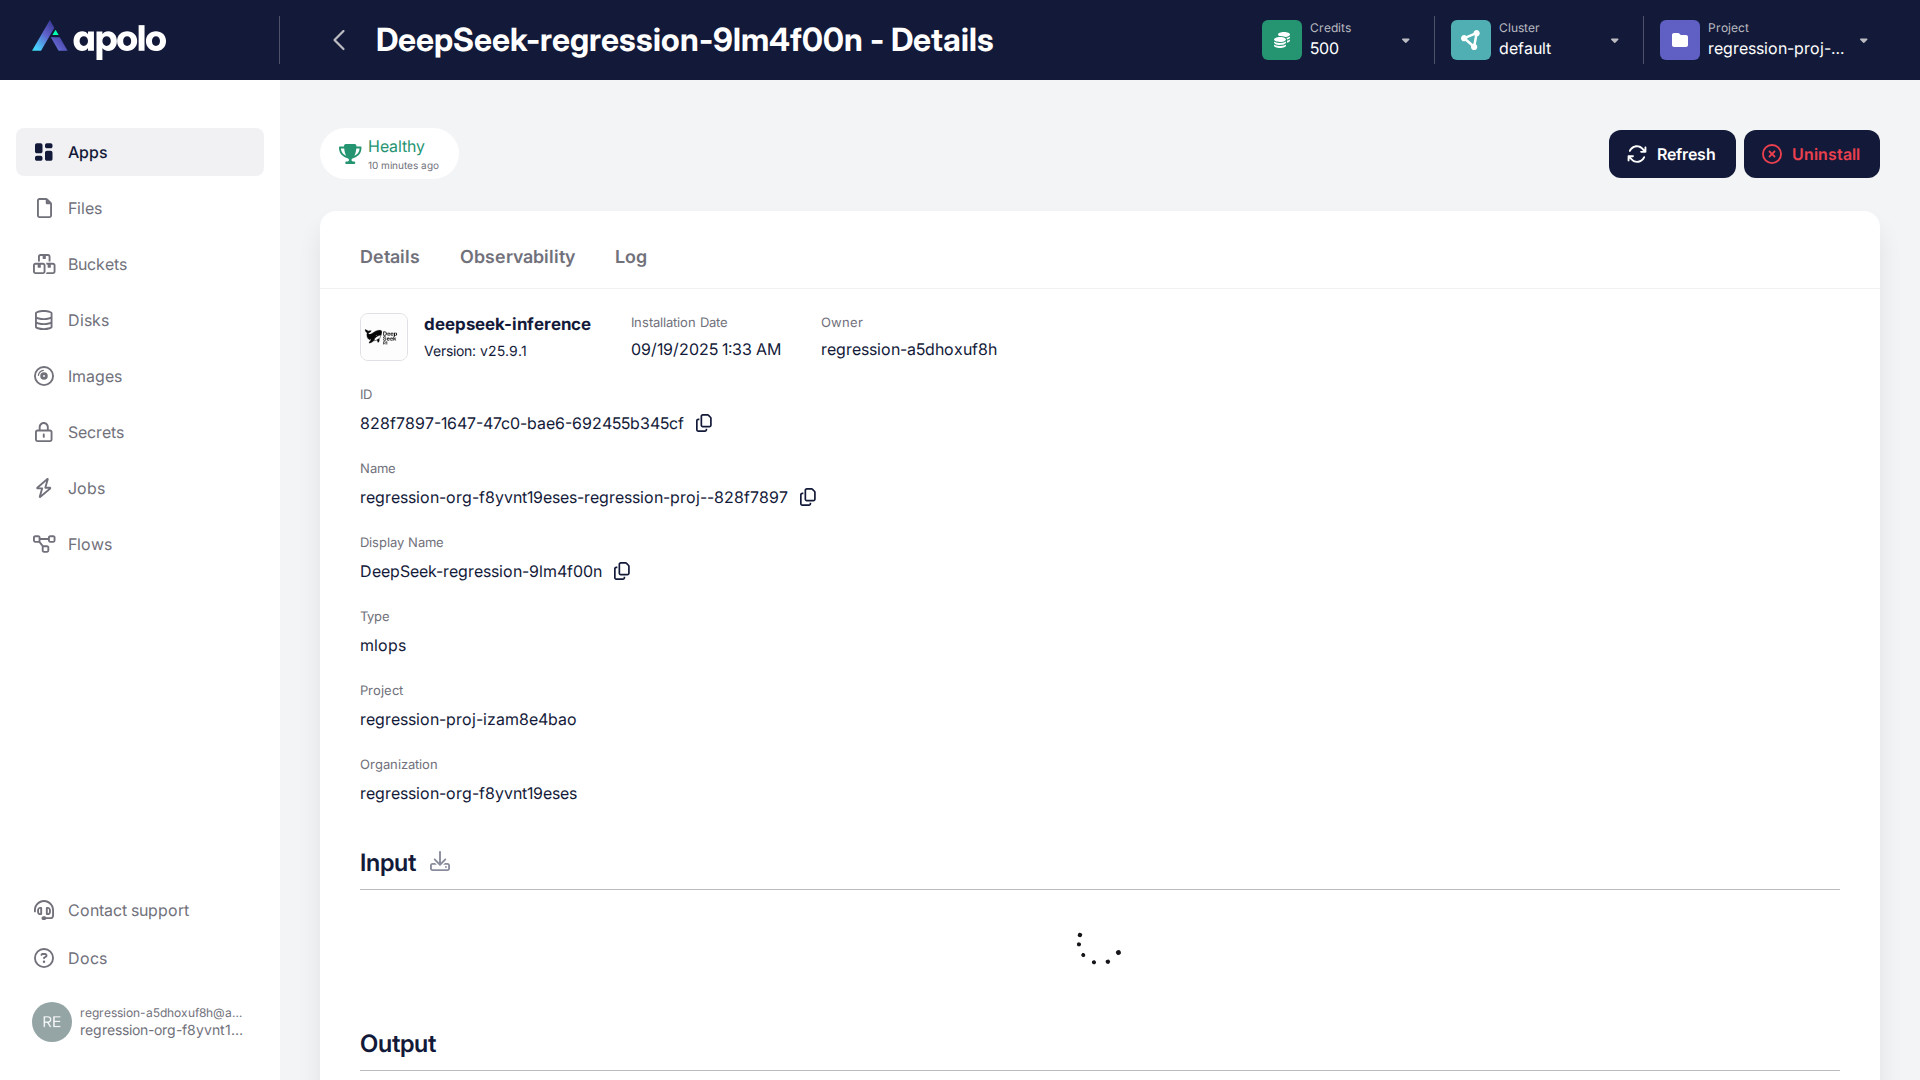 apolo
DeepSeek-regression-9lm4f00n - Details
Credits
500
Cluster
default
Project
regression-proj-...
Apps
Files
Buckets
Disks
Images
Secrets
Jobs
Flows
Contact support
Docs
RE
regression-a5dhoxuf8h@a...
regression-org-f8yvnt1...
Healthy
10 minutes ago
Refresh
Uninstall
Details
Observability
Log
deep
seek
deepseek-inference
Version: v25.9.1
Installation Date
09/19/2025 1:33 AM
Owner
regression-a5dhoxuf8h
ID
828f7897-1647-47c0-bae6-692455b345cf
Name
regression-org-f8yvnt19eses-regression-proj--828f7897
Display Name
DeepSeek-regression-9lm4f00n
Type
mlops
Project
regression-proj-izam8e4bao
Organization
regression-org-f8yvnt19eses
Input
Output